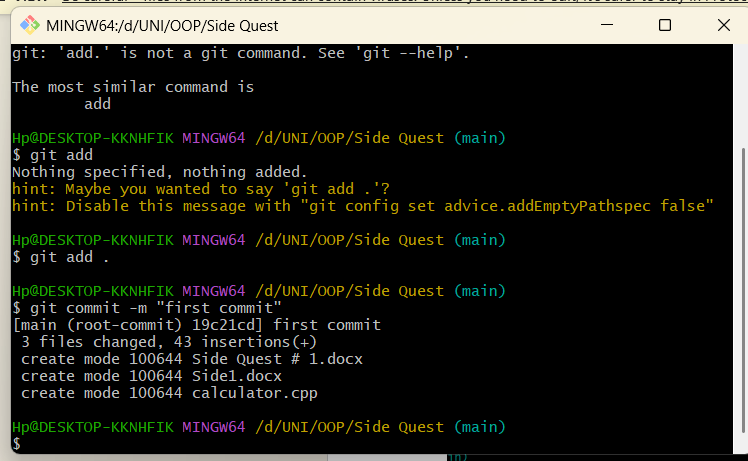 MINGW64:/d/UNI/OOP/Side Quest
git: 'add.' is not a git command. See 'git --help'.
The most similar command is
add
Hp@DESKTOP-KKNHFIK MINGW64 /d/UNI/OOP/Side Quest (main)
$ git add
Nothing specified, nothing added.
hint: Maybe you wanted to say 'git add .'?
hint: Disable this message with "git config set advice.addEmptyPathspec false"
Hp@DESKTOP-KKNHFIK MINGW64 /d/UNI/OOP/Side Quest (main)
$ git add .
Hp@DESKTOP-KKNHFIK MINGW64 /d/UNI/OOP/Side Quest (main)
$ git commit -m "first commit"
[main (root-commit) 19c21cd] first commit
3 files changed, 43 insertions(+)
create mode 100644 Side Quest # 1.docx
create mode 100644 Side1.docx
create mode 100644 calculator.cpp
Hp@DESKTOP-KKNHFIK MINGW64 /d/UNI/OOP/Side Quest (main)
$